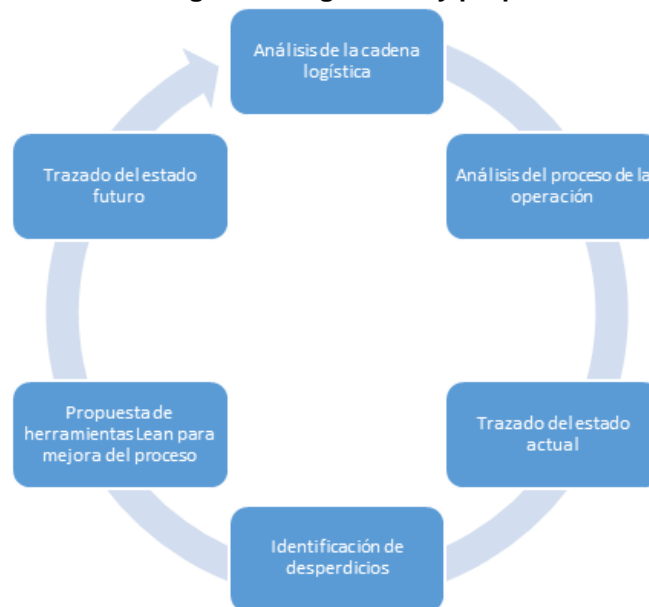 Análisis de la cadena
logística
Análisis del proceso de la
operación
Trazado del estado
actual
Identificación de
desperdicios
Propuesta de
herramientas Lean para
mejora del proceso
Trazado del estado
futuro